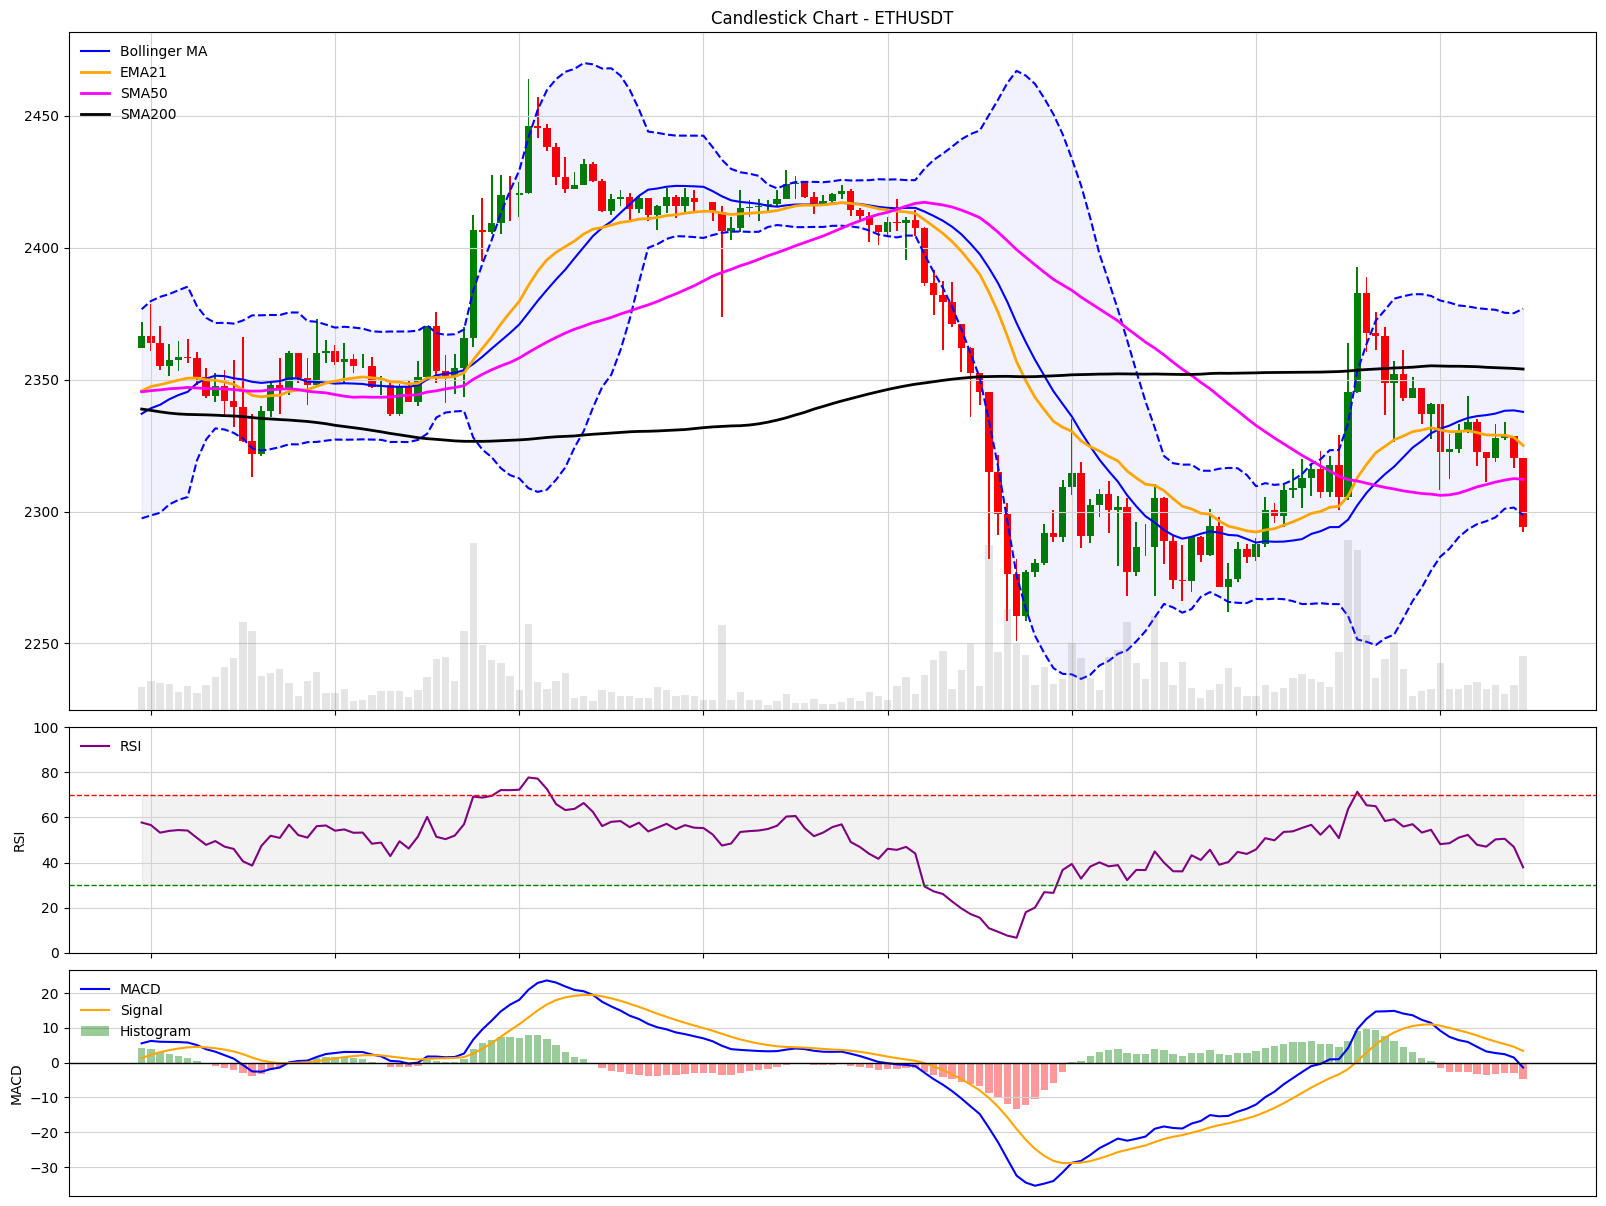 Candlestick Chart - ETHUSDT
Bollinger MA
EMA21
SMA50
SMA200
2450
2400
2350
2300
2250
RSI
100
80
60
40
20
0
RSI
MACD
Signal
Histogram
20
10
0
−10
−20
−30
MACD